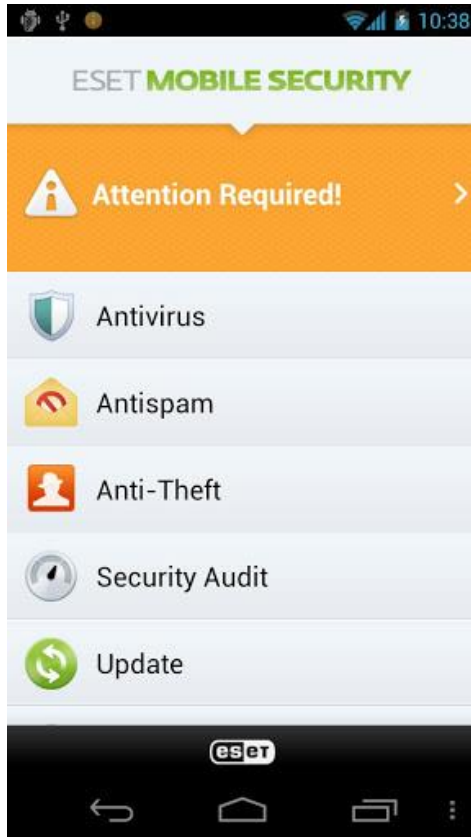 10:38
ESET MOBILE SECURITY
Attention Required!
Antivirus
Antispam
Anti-Theft
Security Audit
Update
eseT